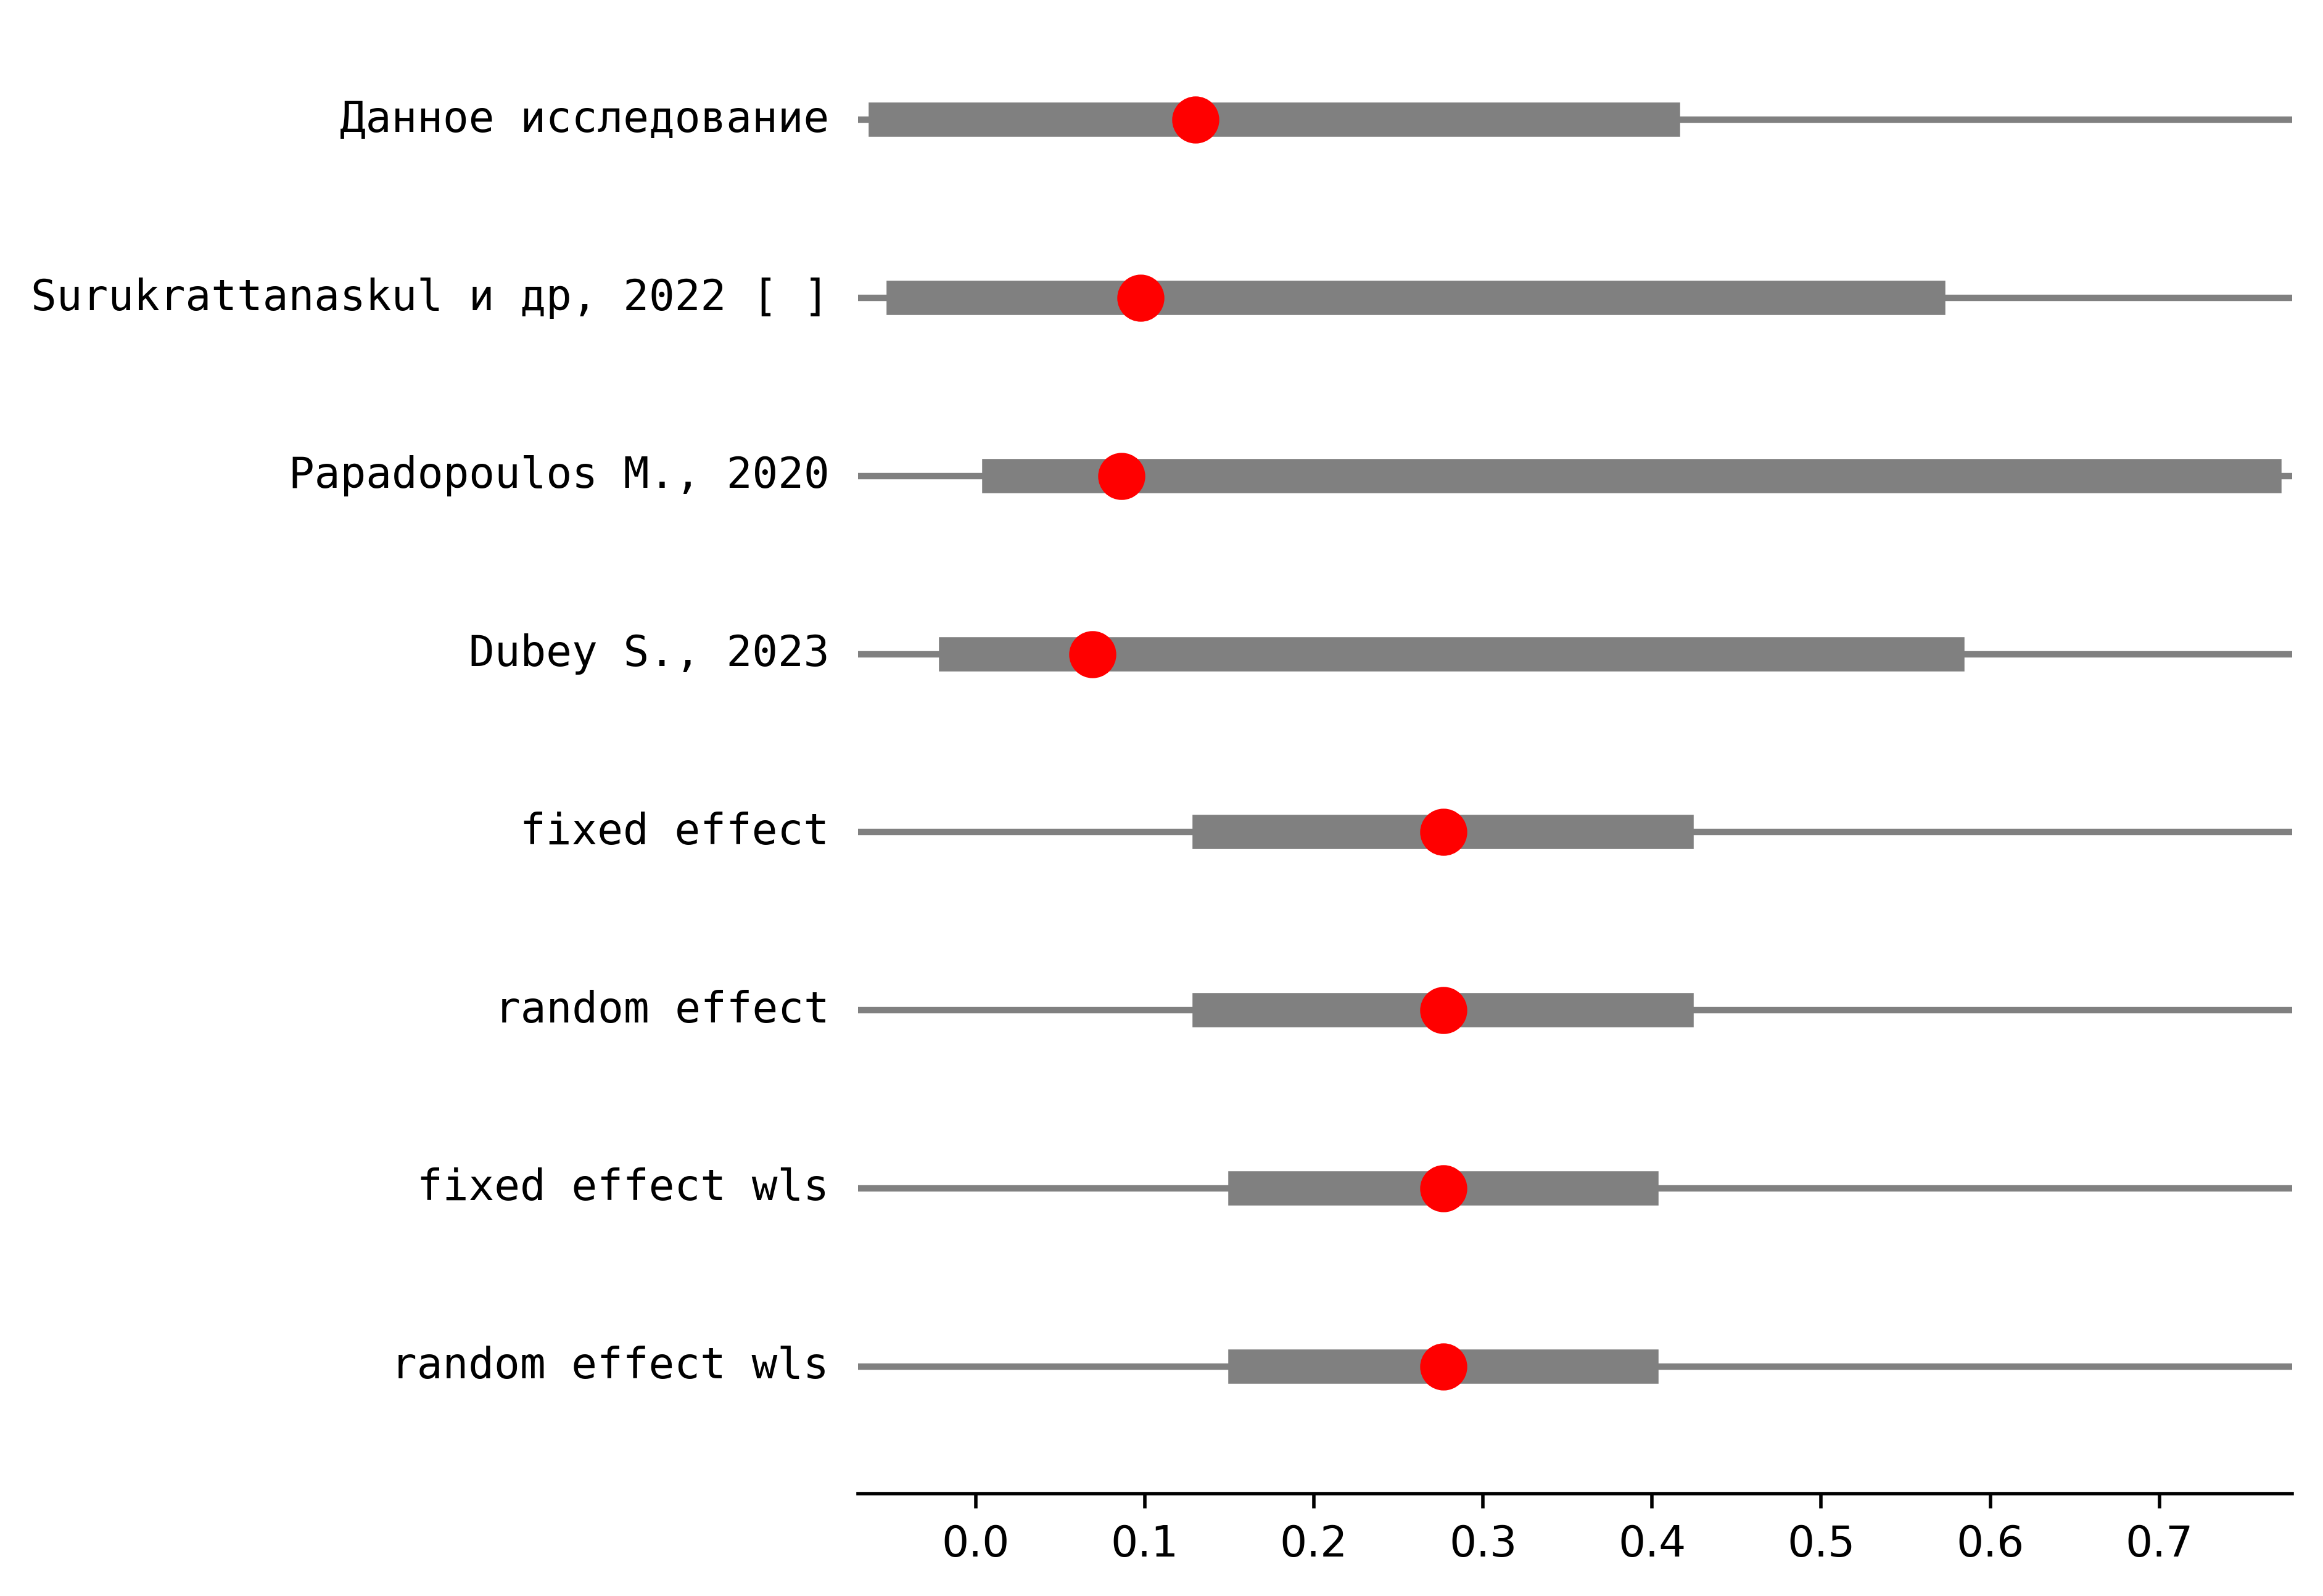 Данное исследование
Surukrattanaskul и др, 2022 [ ]
Papadopoulos M., 2020
Dubey S., 2023
fixed effect
random effect
fixed effect wls
random effect wls
0.0 0.1 0.2 0.3 0.4 0.5 0.6 0.7